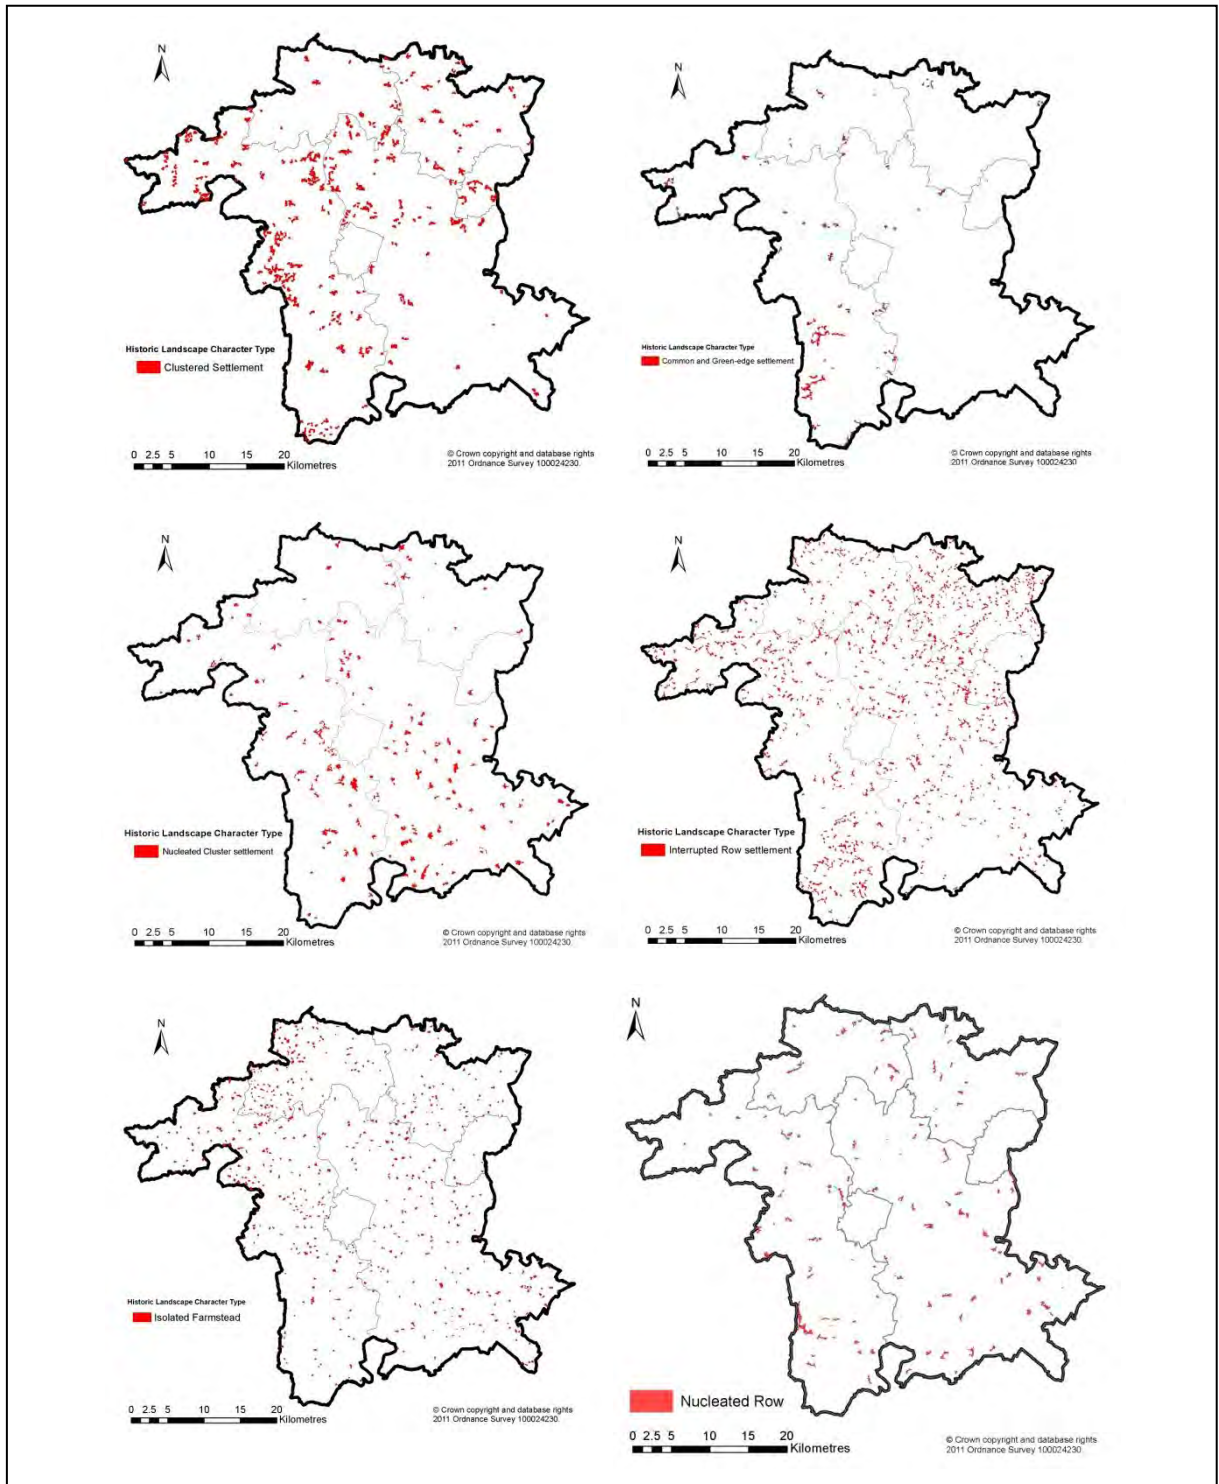 N
Historic Landscape Character Type
Clustered Settlement
0 2.5 5 10 15 20
Kilometres
© Crown copyright and database rights
2011 Ordnance Survey 100024230.
N
Historic Landscape Character Type
Common and Green-edge settlement
0 2.5 5 10 15 20
Kilometres
© Crown copyright and database rights
2011 Ordnance Survey 100024230.
N
Historic Landscape Character Type
Nucleated Cluster settlement
0 2.5 5 10 15 20
Kilometres
© Crown copyright and database rights
2011 Ordnance Survey 100024230.
N
Historic Landscape Character Type
Interrupted Row settlement
0 2.5 5 10 15 20
Kilometres
© Crown copyright and database rights
2011 Ordnance Survey 100024230.
N
Historic Landscape Character Type
Isolated Farmstead
0 2.5 5 10 15 20
Kilometres
© Crown copyright and database rights
2011 Ordnance Survey 100024230.
N
Nucleated Row
0 2.5 5 10 15 20
Kilometres
© Crown copyright and database rights
2011 Ordnance Survey 100024230.